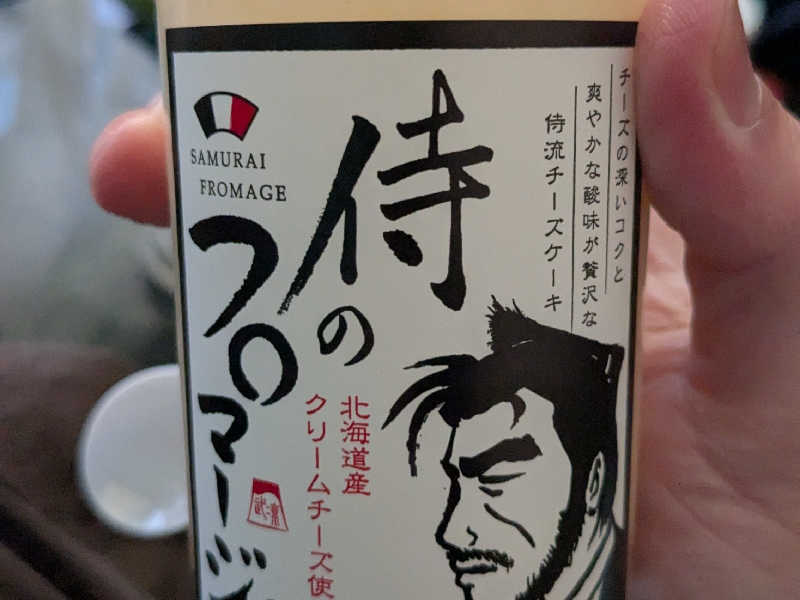 チーズの深いコクと
爽やかな酸味が贅沢な
侍流チーズケーキ
侍の
フロマージ
SAMURAI
FROMAGE
北海道産
クリームチーズ使